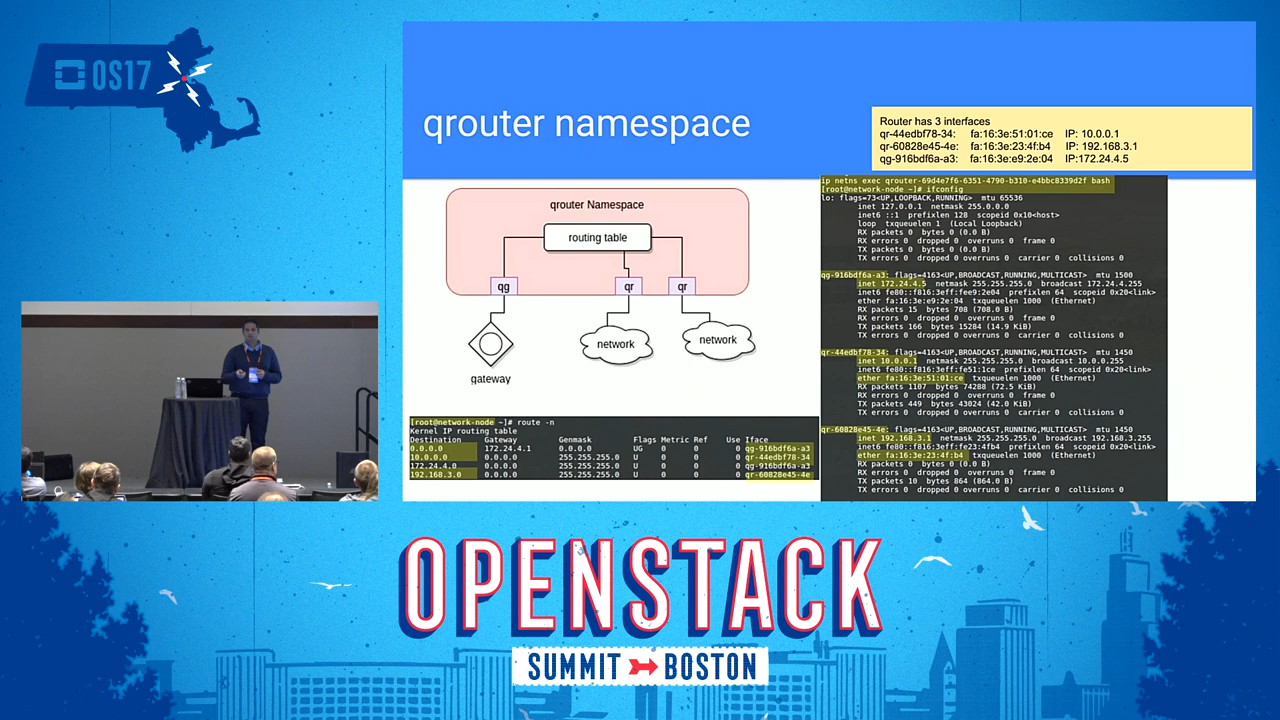 OS17
qrouter namespace
Router has 3 interfaces
qr-44edbf78-34: fa:16:3e:51:01:ce IP: 10.0.0.1
qr-60828e45-4e: fa:16:3e:23:4f:b4 IP: 192.168.3.1
qg-916bdf6a-a3: fa:16:3e:e9:2e:04 IP:172.24.4.5
qrouter Namespace
routing table
qg
qr
qr
network
network
gateway
[root@network-node ~]# route -n
Kernel IP routing table
Destination Gateway Genmask Flags Metric Ref Use Iface
0.0.0.0 172.24.4.1 0.0.0.0 UG 0 0 0 qg-916bdf6a-a3
10.0.0.0 0.0.0.0 255.255.255.0 U 0 0 0 qr-44edbf78-34
172.24.4.0 0.0.0.0 255.255.255.0 U 0 0 0 qg-916bdf6a-a3
192.168.3.0 0.0.0.0 255.255.255.0 U 0 0 0 qr-60828e45-4e
ip netns exec qrouter-69d4e7f6-6351-4790-b310-e4bbc8339d2f bash
[root@network-node ~]# ifconfig
lo: flags=73<UP,LOOPBACK,RUNNING> mtu 65536
inet 127.0.0.1 netmask 255.0.0.0
inet6 ::1 prefixlen 128 scopeid 0x10<host>
loop txqueuelen 1 (Local Loopback)
RX packets 0 bytes 0 (0.0 B)
RX errors 0 dropped 0 overruns 0 frame 0
TX packets 0 bytes 0 (0.0 B)
TX errors 0 dropped 0 overruns 0 carrier 0 collisions 0
qg-916bdf6a-a3: flags=4163<UP,BROADCAST,RUNNING,MULTICAST> mtu 1500
inet 172.24.4.5 netmask 255.255.255.0 broadcast 172.24.4.255
inet6 fe80::f816:3eff:fee9:2e04 prefixlen 64 scopeid 0x20<link>
ether fa:16:3e:e9:2e:04 txqueuelen 1000 (Ethernet)
RX packets 15 bytes 708 (708.0 B)
RX errors 0 dropped 0 overruns 0 frame 0
TX packets 166 bytes 15284 (14.9 KiB)
TX errors 0 dropped 0 overruns 0 carrier 0 collisions 0
qr-44edbf78-34: flags=4163<UP,BROADCAST,RUNNING,MULTICAST> mtu 1450
inet 10.0.0.1 netmask 255.255.255.0 broadcast 10.0.0.255
inet6 fe80::f816:3eff:fe51:1ce prefixlen 64 scopeid 0x20<link>
ether fa:16:3e:51:01:ce txqueuelen 1000 (Ethernet)
RX packets 1107 bytes 74288 (72.5 KiB)
RX errors 0 dropped 0 overruns 0 frame 0
TX packets 449 bytes 43024 (42.0 KiB)
TX errors 0 dropped 0 overruns 0 carrier 0 collisions 0
qr-60828e45-4e: flags=4163<UP,BROADCAST,RUNNING,MULTICAST> mtu 1450
inet 192.168.3.1 netmask 255.255.255.0 broadcast 192.168.3.255
inet6 fe80::f816:3eff:fe23:4fb4 prefixlen 64 scopeid 0x20<link>
ether fa:16:3e:23:4f:b4 txqueuelen 1000 (Ethernet)
RX packets 0 bytes 0 (0.0 B)
RX errors 0 dropped 0 overruns 0 frame 0
TX packets 10 bytes 864 (864.0 B)
TX errors 0 dropped 0 overruns 0 carrier 0 collisions 0
OPENSTACK
SUMMIT BOSTON